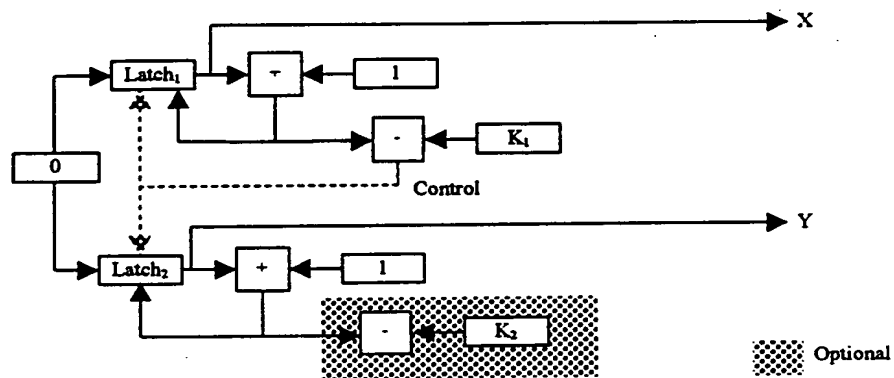 X
Latch₁
+
1
-
K₁
0
Control
Y
Latch₂
+
1
-
K₂
Optional